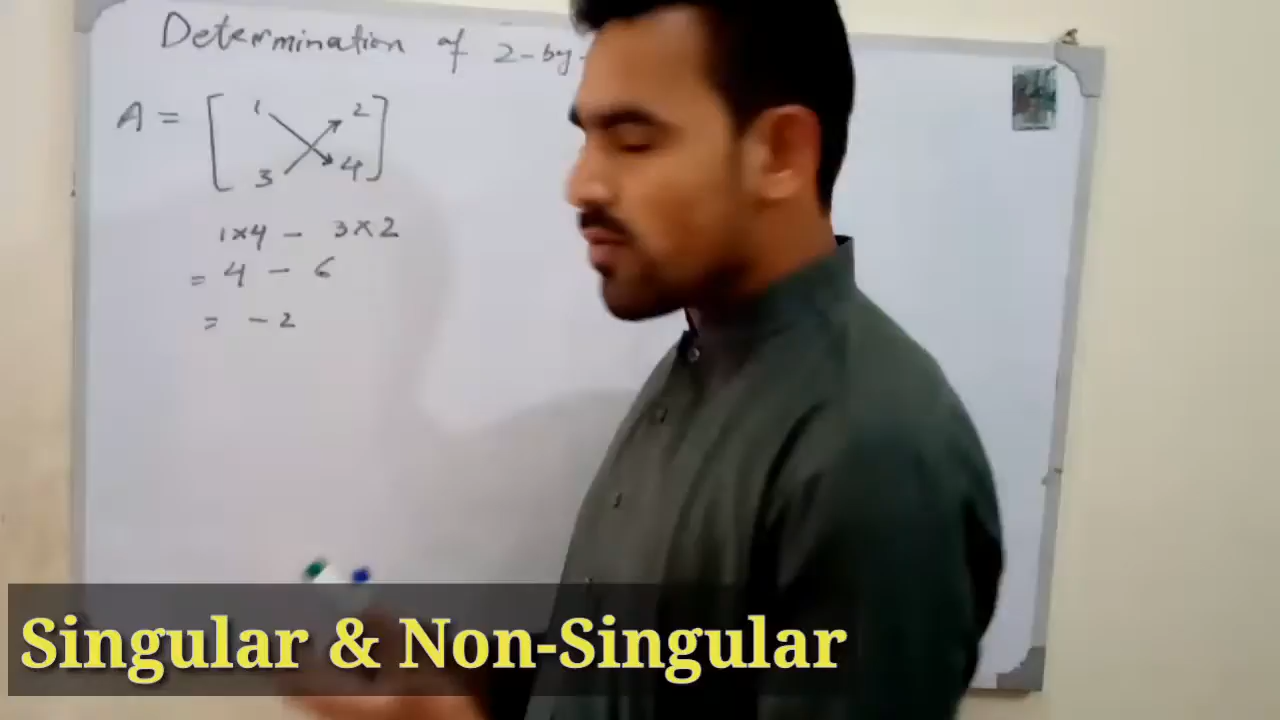 Determination of 2-by-
A = [ 1 2
3 4 ]
1×4 - 3×2
= 4 - 6
= -2
Singular & Non-Singular